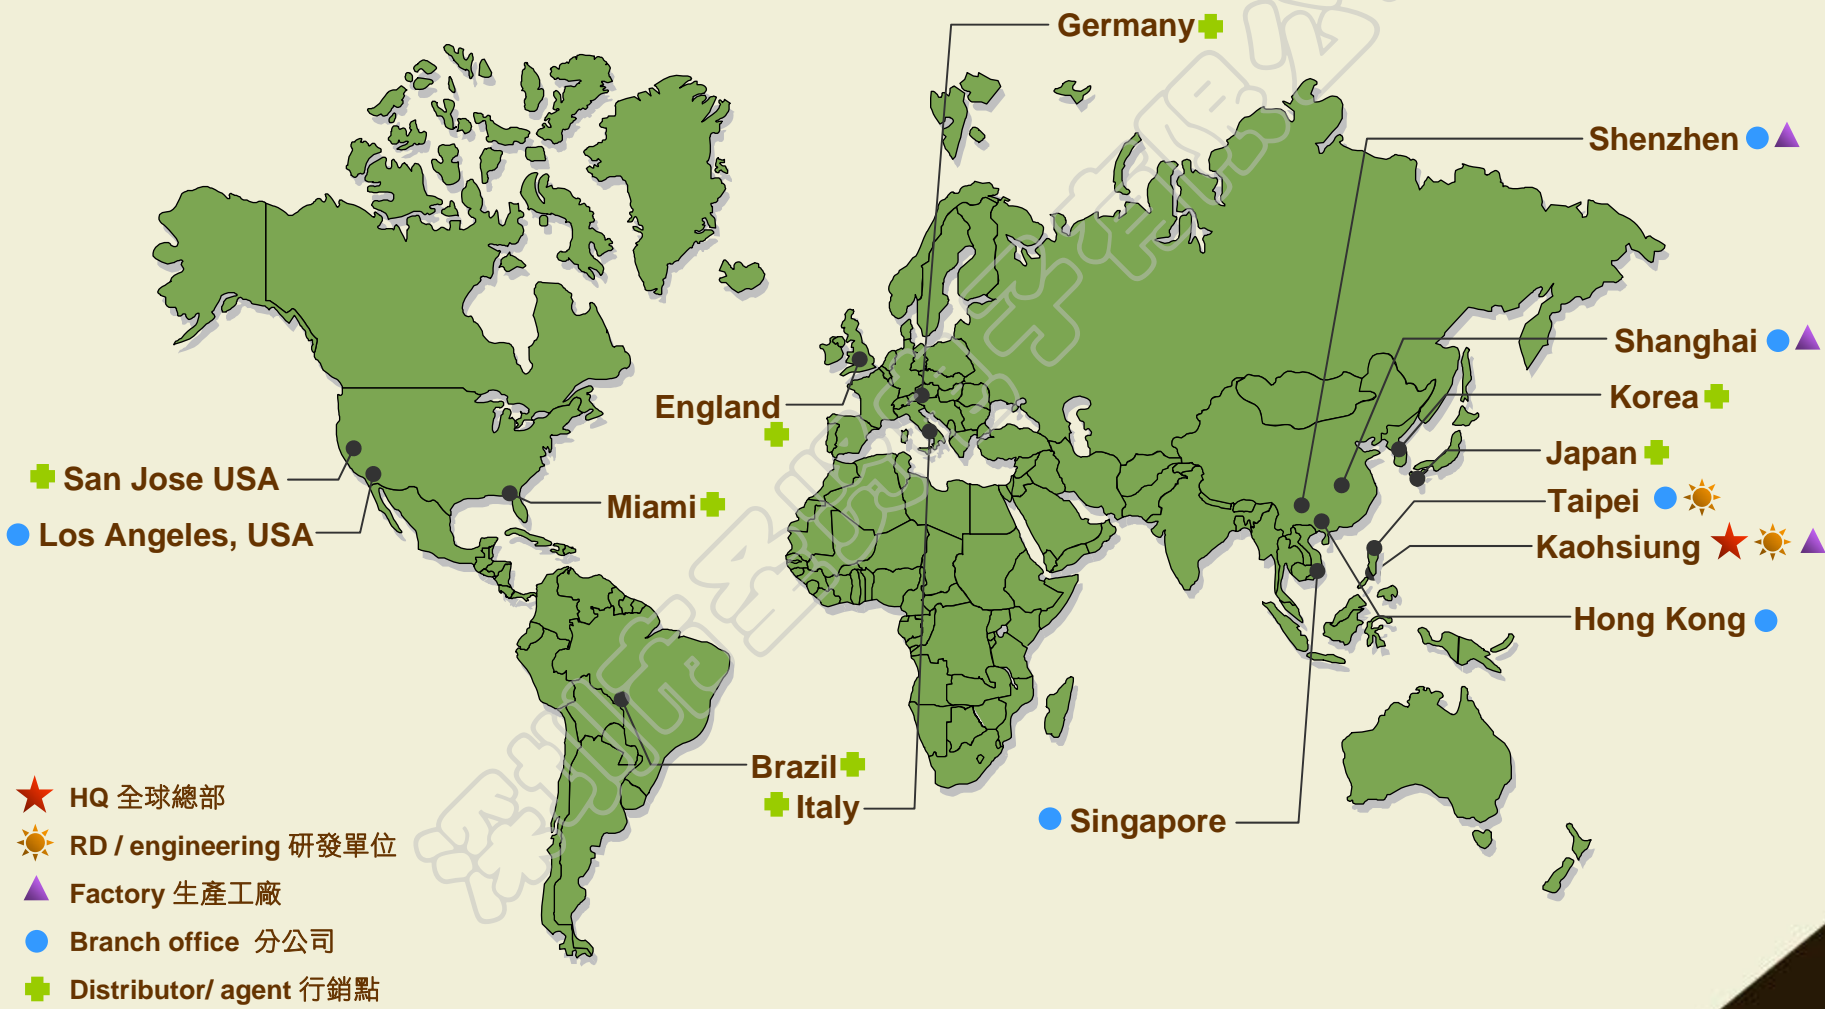 Germany
Shenzhen
Shanghai
Korea
England
Japan
San Jose USA
Miami
Taipei
Los Angeles, USA
Kaohsiung
Hong Kong
Brazil
Italy
Singapore
HQ 全球總部
RD / engineering 研發單位
Factory 生產工廠
Branch office 分公司
Distributor/ agent 行銷點